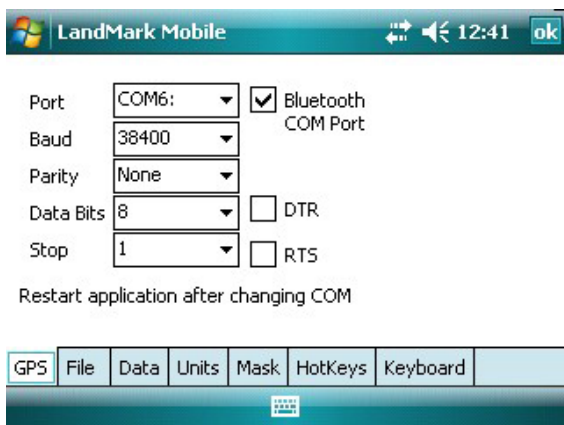 LandMark Mobile 12:41 ok
Port COM6: Bluetooth
COM Port
Baud 38400
Parity None
Data Bits 8 DTR
Stop 1 RTS
Restart application after changing COM
GPS File Data Units Mask HotKeys Keyboard